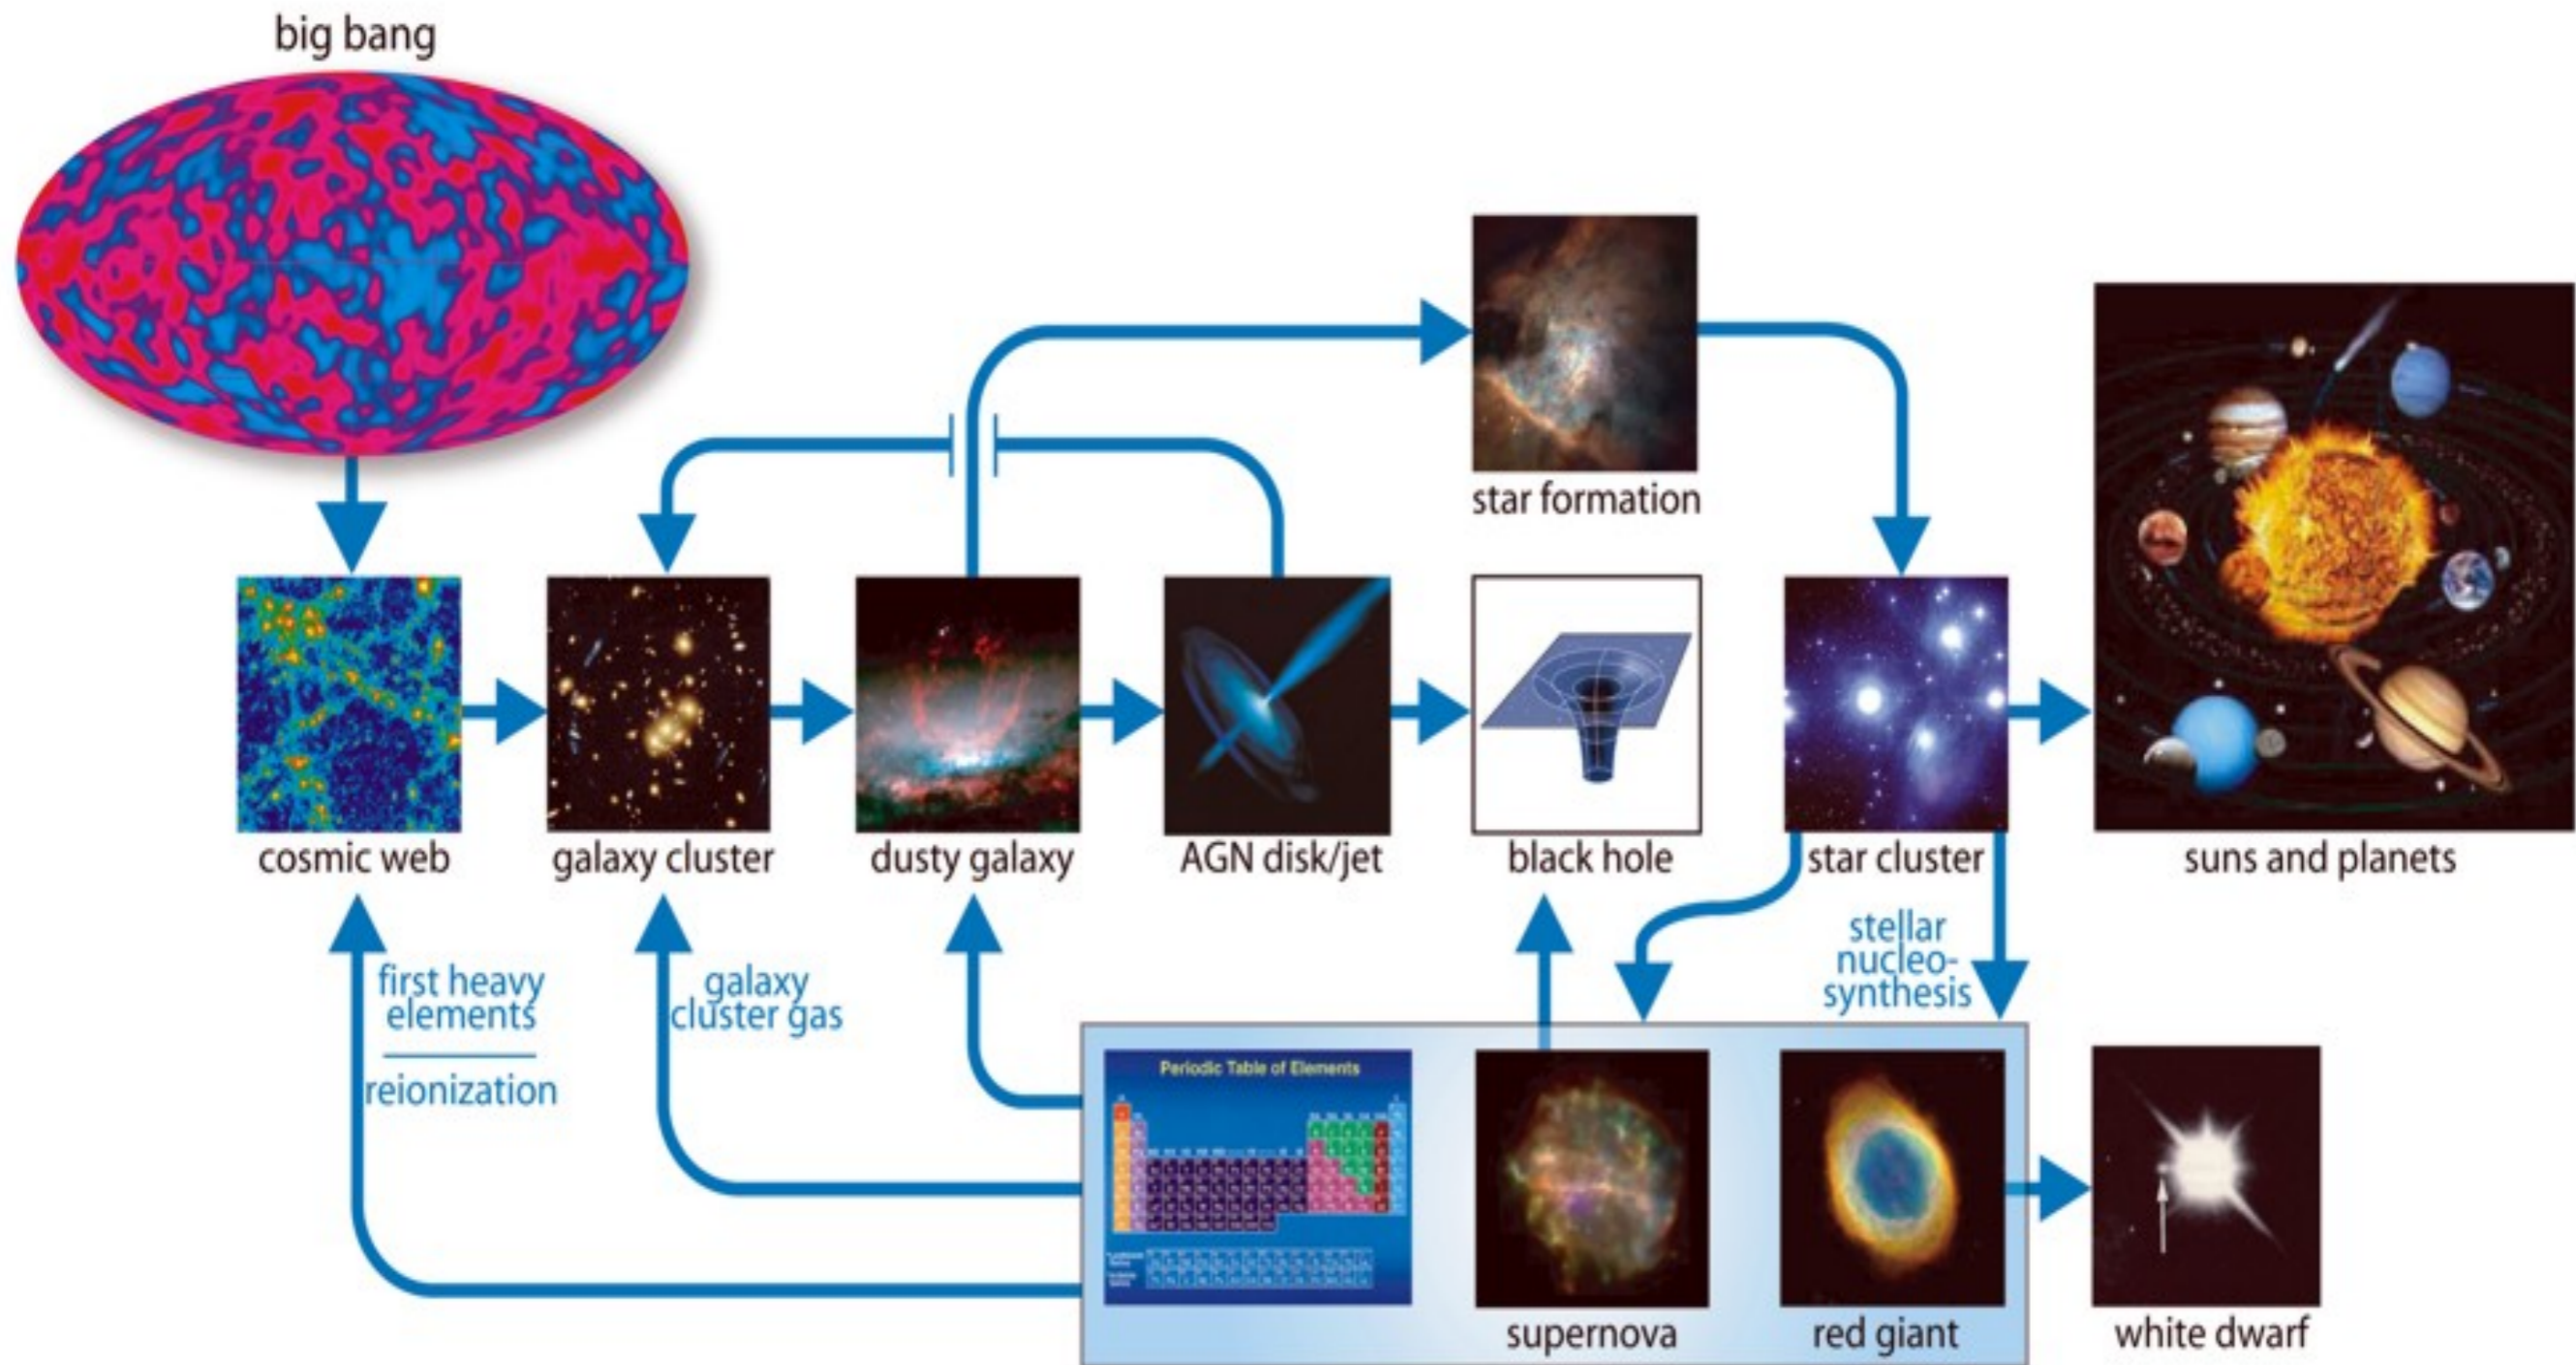 big bang
star formation
cosmic web
galaxy cluster
dusty galaxy
AGN disk/jet
black hole
star cluster
suns and planets
first heavy
elements
reionization
galaxy
cluster gas
stellar
nucleo-
synthesis
Periodic Table of Elements
supernova
red giant
white dwarf